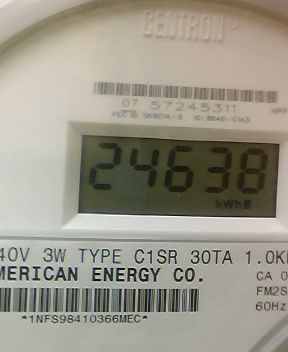 CENTRON
07 57245311
24638
kWh
40V 3W TYPE C1SR 30TA 1.0K
MERICAN ENERGY CO.
CA 0
FM2S
60Hz
*1NFS98410366MEC*